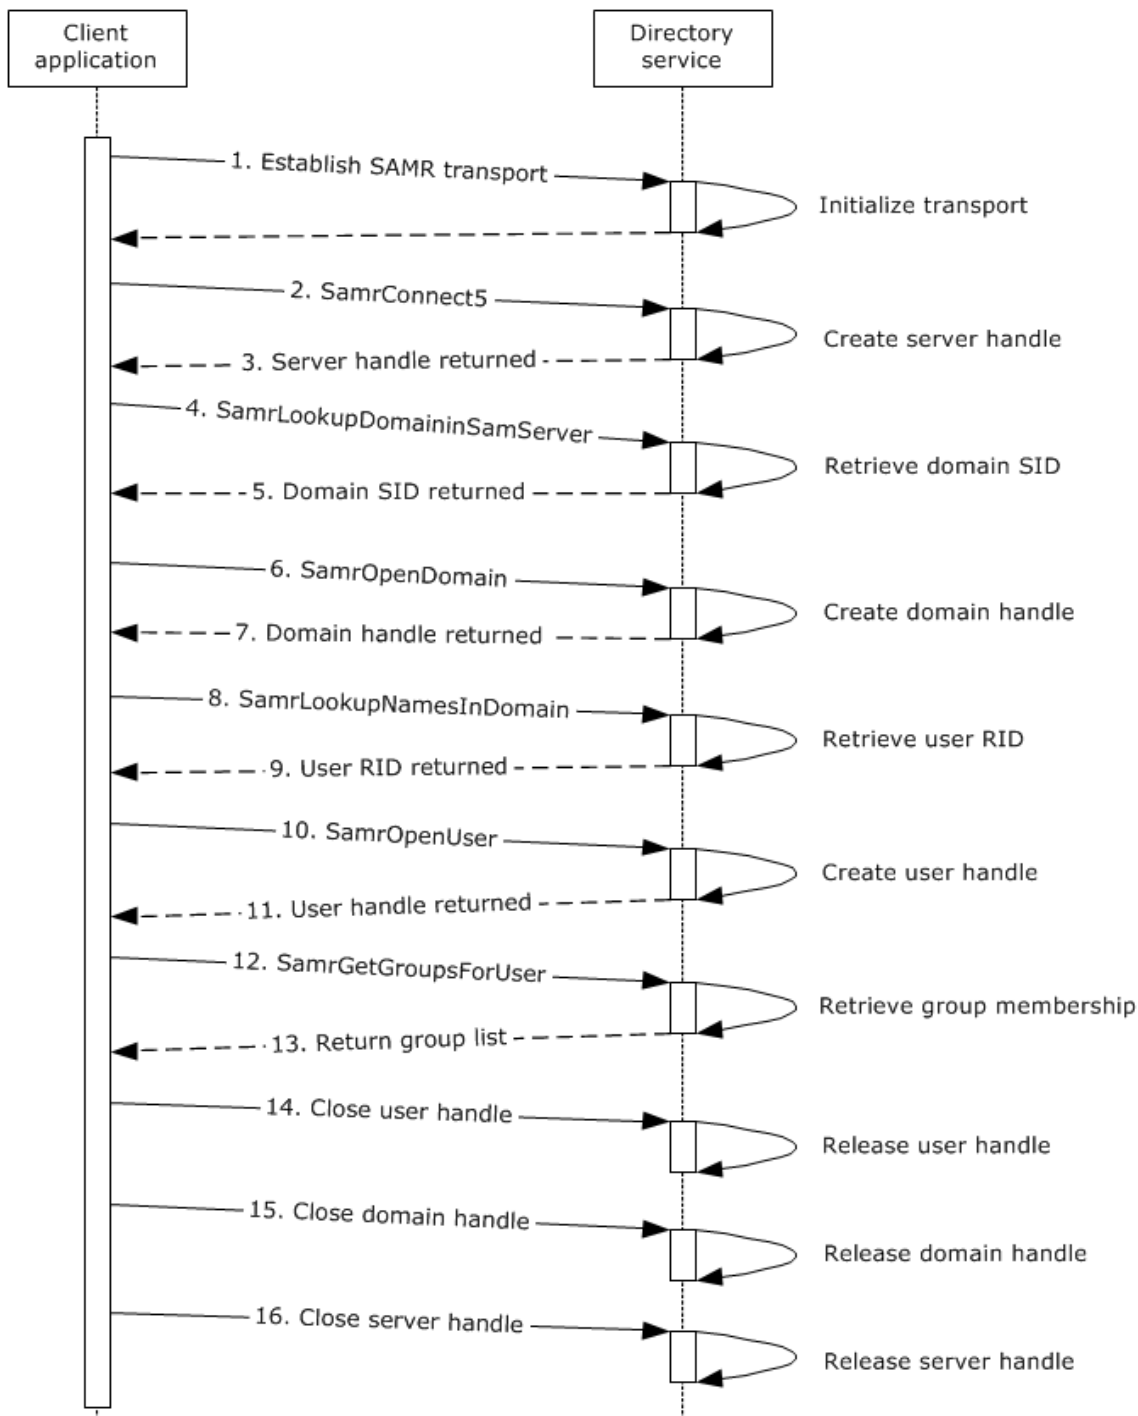 Client
application
Directory
service
1. Establish SAMR transport
Initialize transport
2. SamrConnect5
Create server handle
3. Server handle returned
4. SamrLookupDomaininSamServer
Retrieve domain SID
5. Domain SID returned
6. SamrOpenDomain
Create domain handle
7. Domain handle returned
8. SamrLookupNamesInDomain
Retrieve user RID
9. User RID returned
10. SamrOpenUser
Create user handle
11. User handle returned
12. SamrGetGroupsForUser
Retrieve group membership
13. Return group list
14. Close user handle
Release user handle
15. Close domain handle
Release domain handle
16. Close server handle
Release server handle